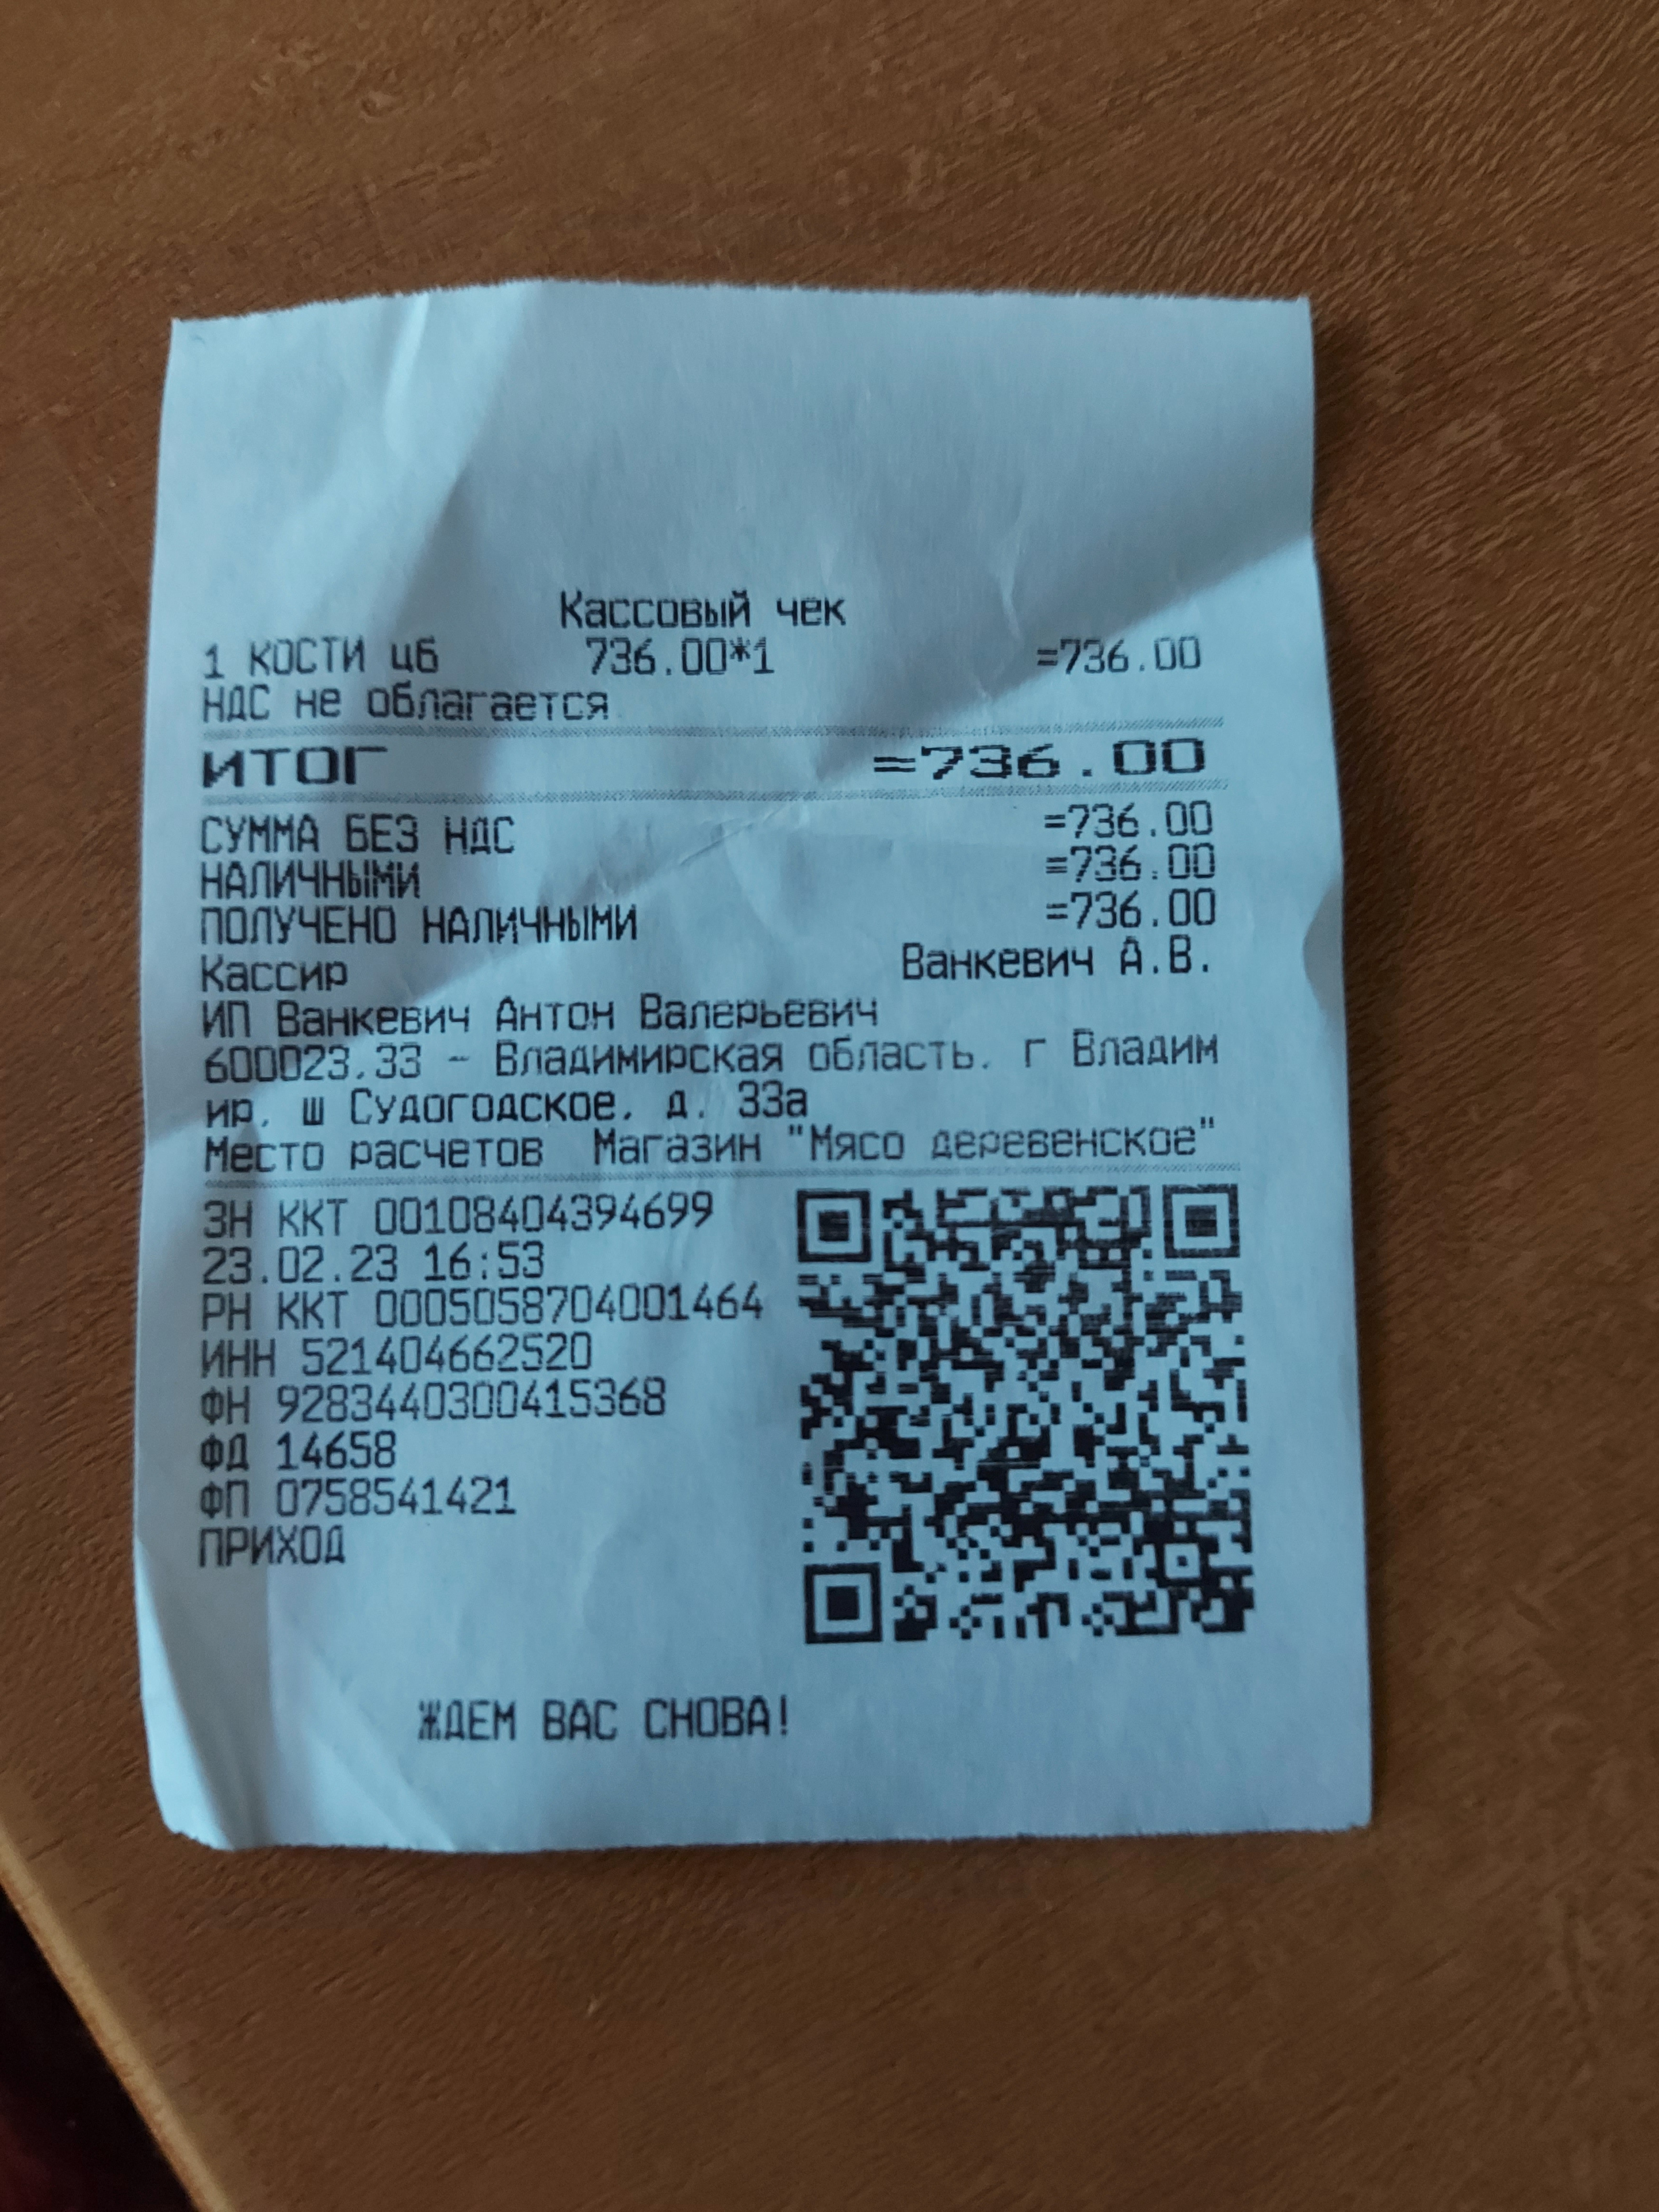 Кассовый чек
1 КОСТИ цб 736.00*1 =736.00
НДС не облагается
ИТОГ =736.00
СУММА БЕЗ НДС =736.00
НАЛИЧНЫМИ =736.00
ПОЛУЧЕНО НАЛИЧНЫМИ =736.00
Кассир Ванкевич А.В.
ИП Ванкевич Антон Валерьевич
600023,33 - Владимирская область, г Владим
ир, ш Судогодское, д. 33а
Место расчетов Магазин "Мясо деревенское"
ЗН ККТ 00108404394699
23.02.23 16:53
РН ККТ 0005058704001464
ИНН 521404662520
ФН 9283440300415368
ФД 14658
ФП 0758541421
ПРИХОД
ЖДЕМ ВАС СНОВА!